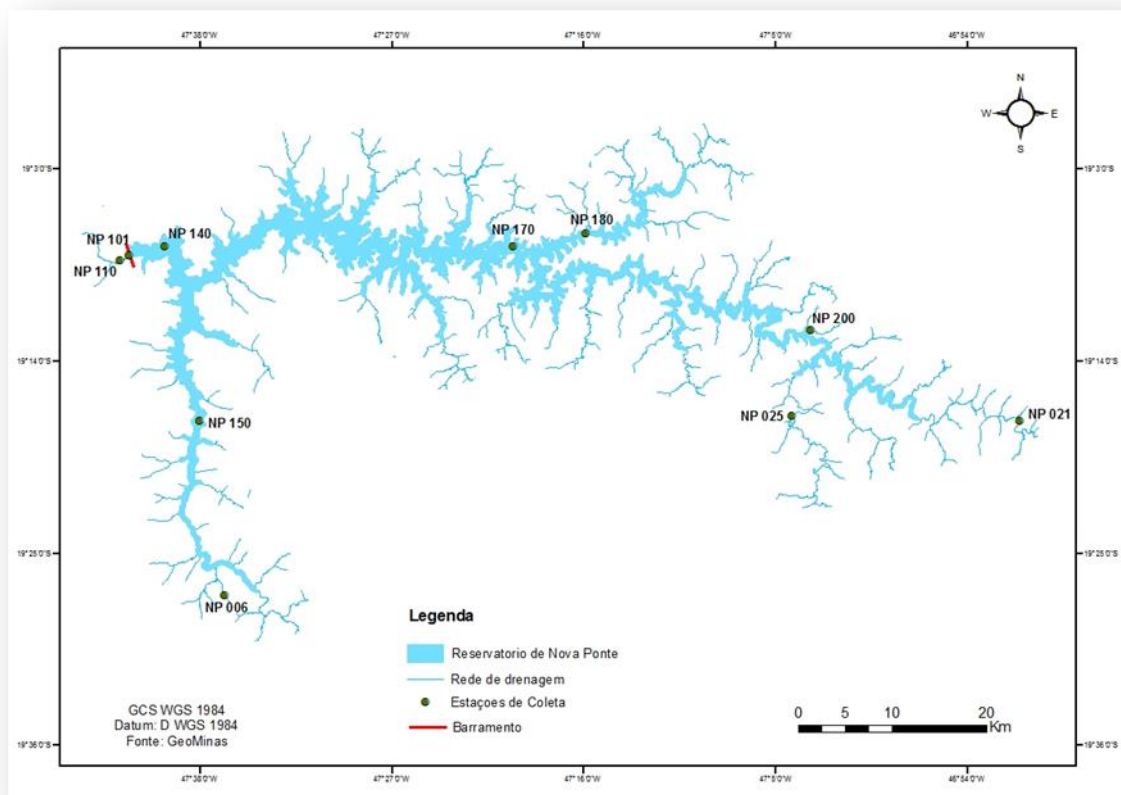 47°38'0"W 47°27'0"W 47°16'0"W 47°5'0"W 46°54'0"W
N
W E
S
19°3'0"S 19°3'0"S
NP 180
NP 101 NP 140 NP 170
NP 110
NP 200
19°14'0"S 19°14'0"S
NP 025 NP 021
NP 150
19°25'0"S 19°25'0"S
NP 006
Legenda
Reservatorio de Nova Ponte
Rede de drenagem
Estaçoes de Coleta
Barramento
GCS WGS 1984
Datum: D WGS 1984
Fonte: GeoMinas
0 5 10 20
Km
19°36'0"S 19°36'0"S
47°38'0"W 47°27'0"W 47°16'0"W 47°5'0"W 46°54'0"W